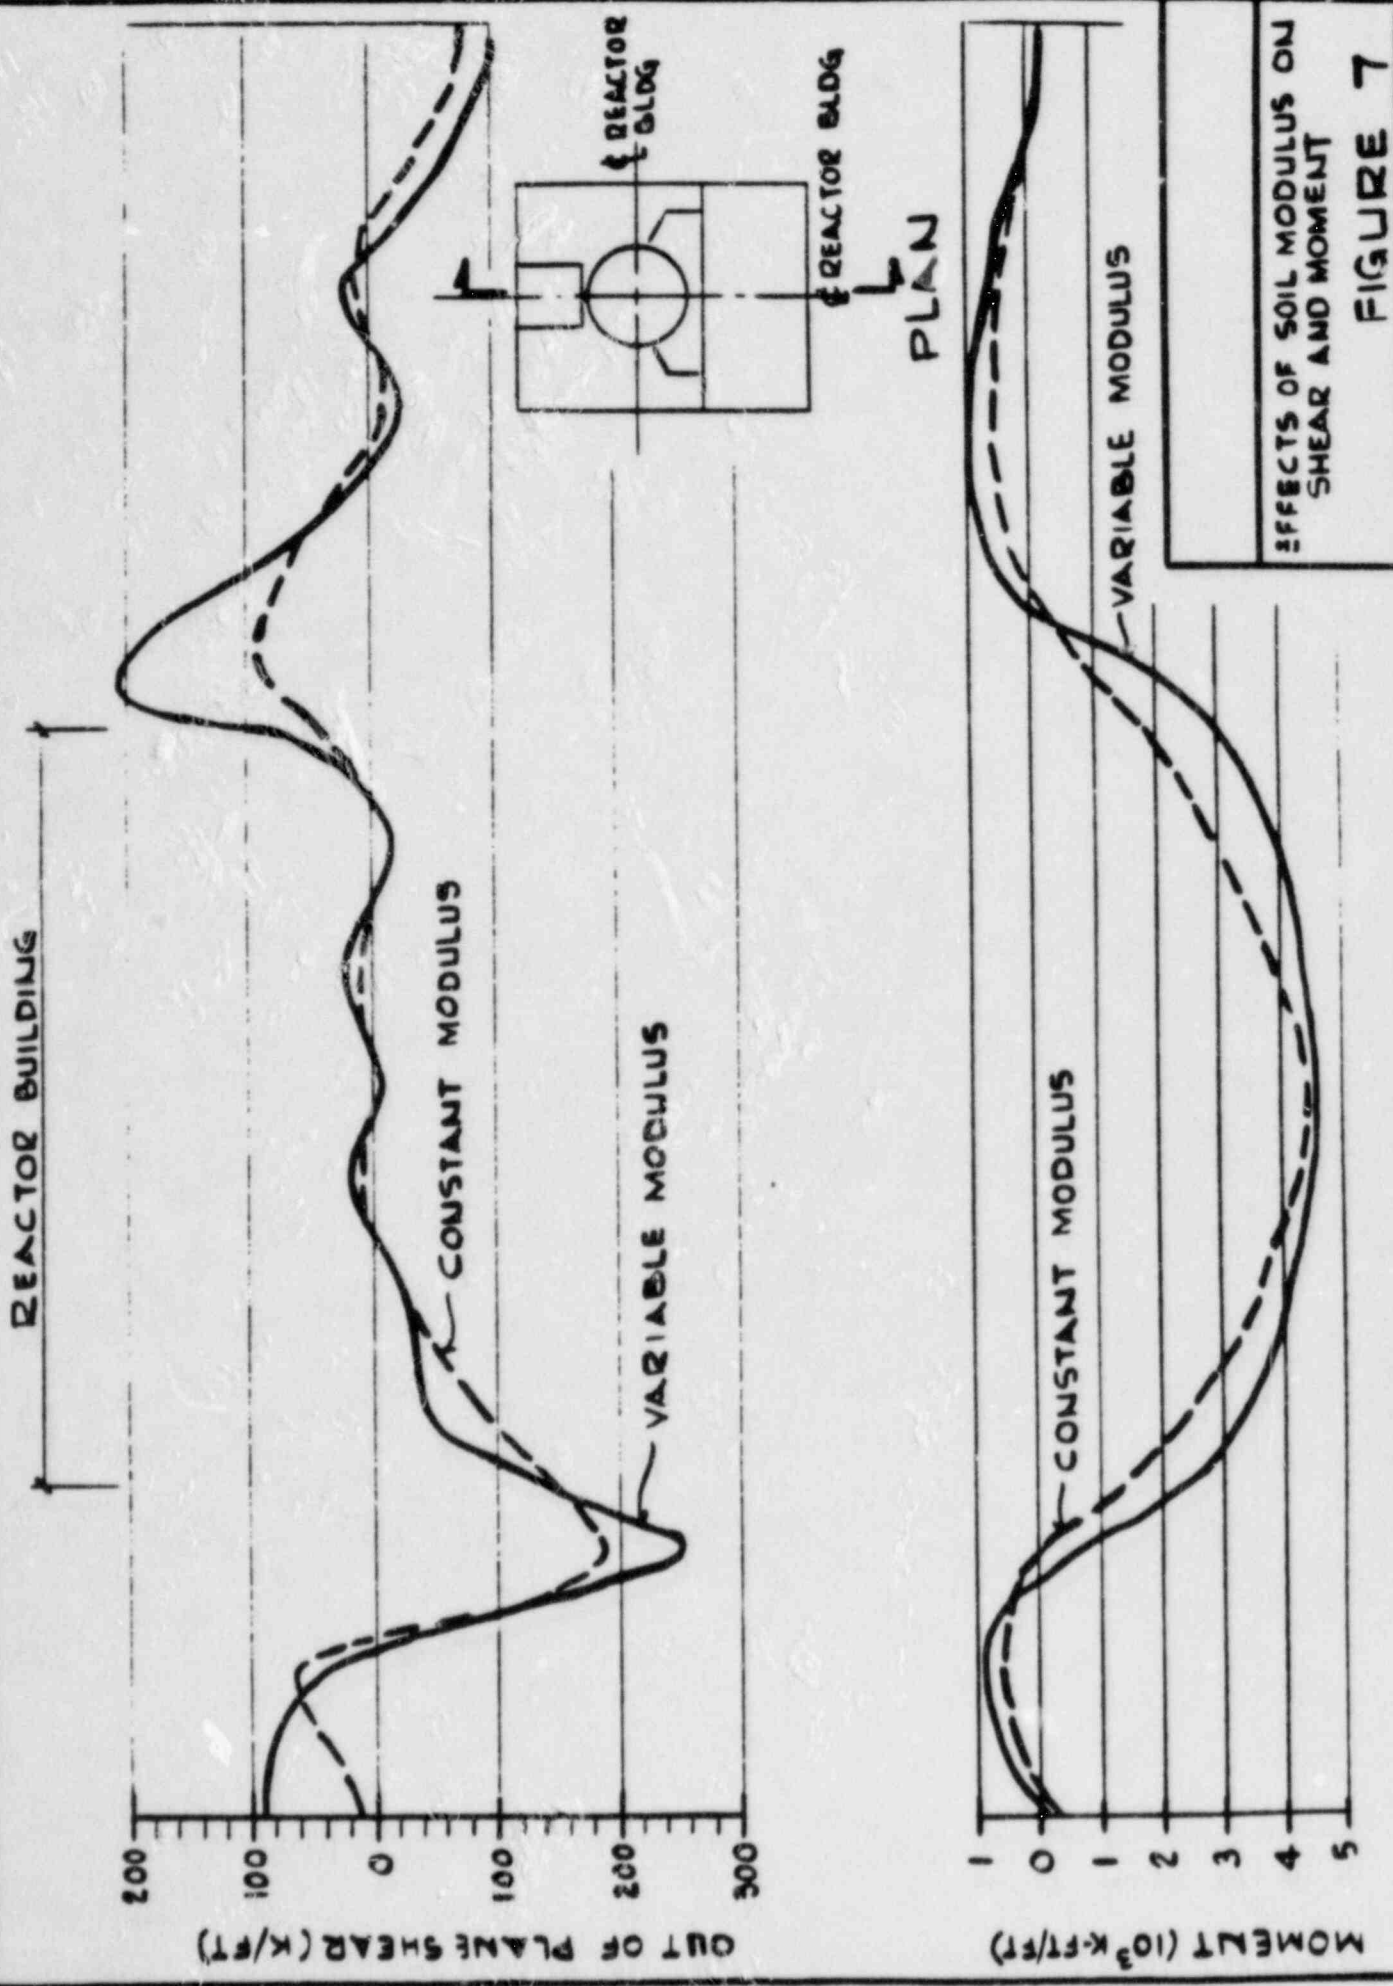 REACTOR BUILDING
OUT OF PLANE SHEAR (K/FT)
200
100
0
100
200
300
CONSTANT MODULUS
VARIABLE MODULUS
℄ REACTOR
BLDG
℄ REACTOR BLDG
PLAN
MOMENT (10³ K-FT/FT)
1
0
1
2
3
4
5
CONSTANT MODULUS
VARIABLE MODULUS
EFFECTS OF SOIL MODULUS ON
SHEAR AND MOMENT
FIGURE 7